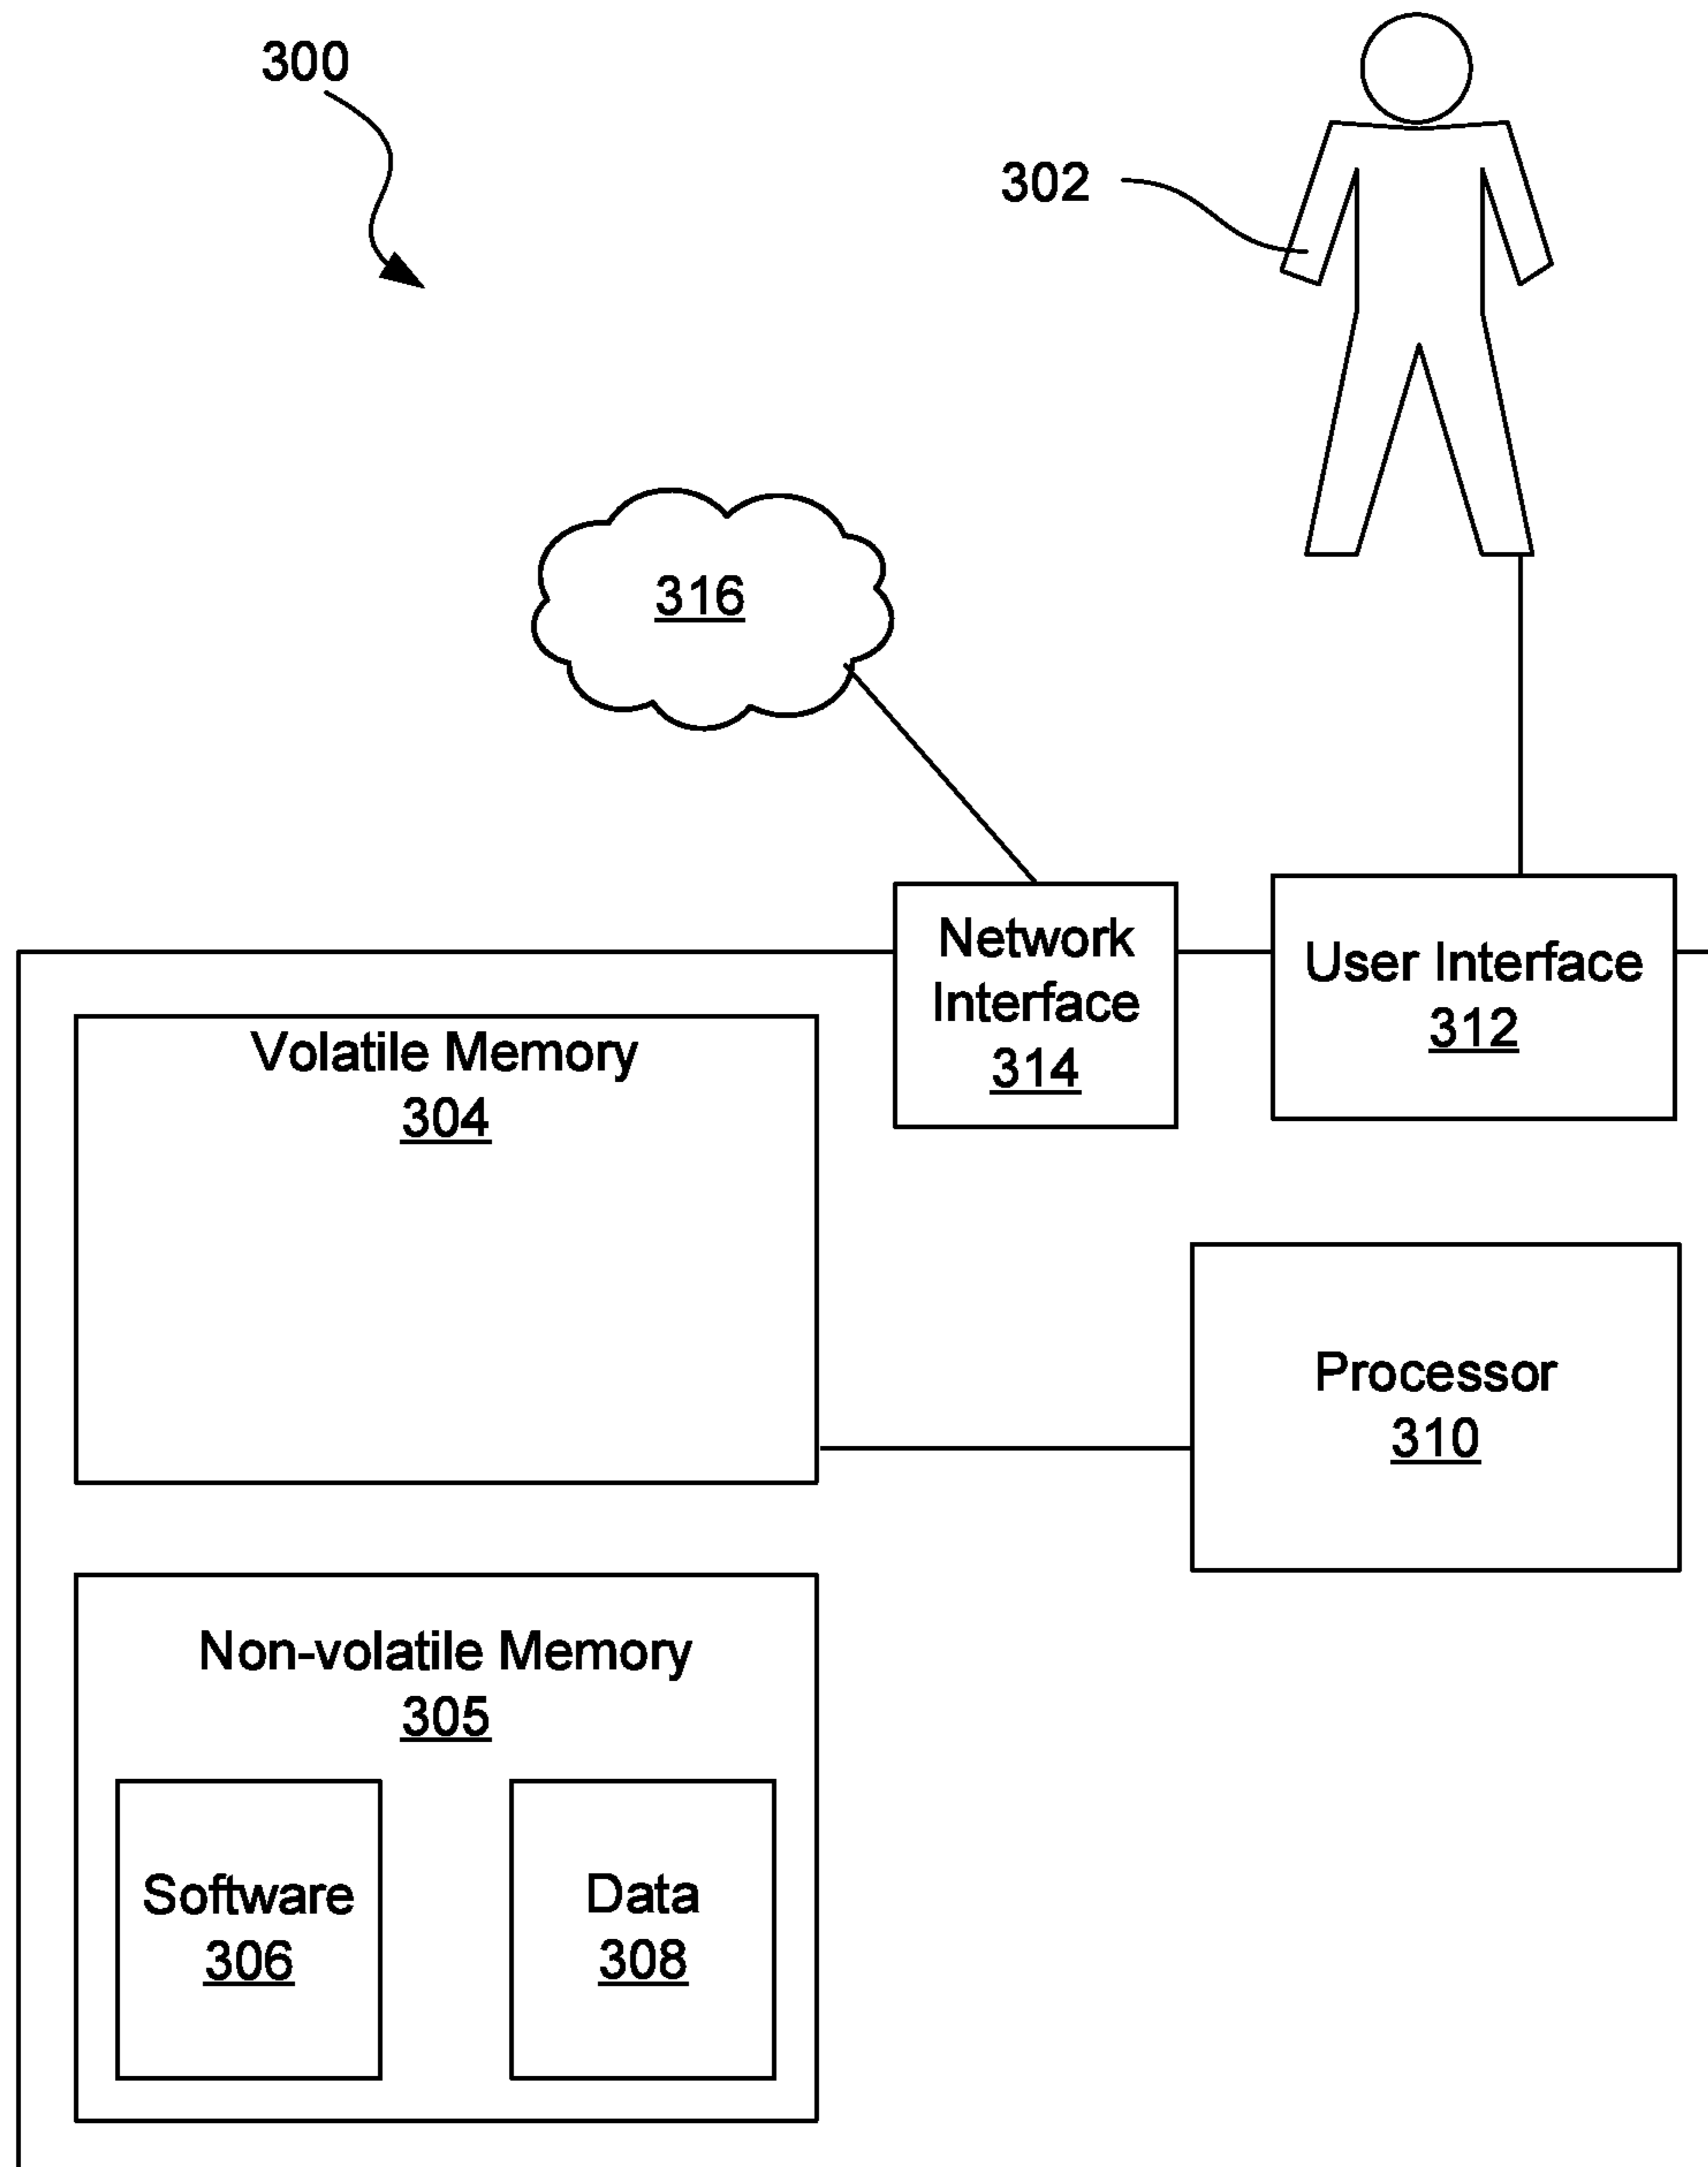 300
302
316
Network
Interface
314
User Interface
312
Volatile Memory
304
Processor
310
Non-volatile Memory
305
Software
306
Data
308